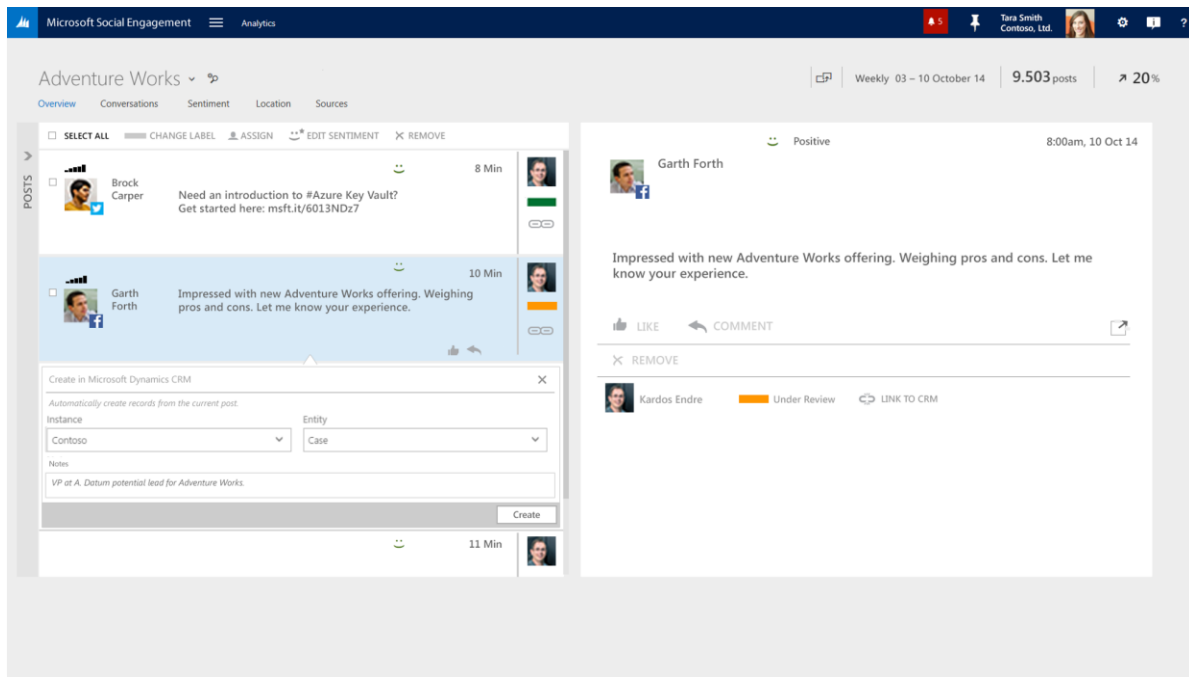 Microsoft Social Engagement
Analytics
5
Tara Smith
Contoso, Ltd.
?
Adventure Works
Weekly 03 – 10 October 14
9.503 posts
20%
Overview
Conversations
Sentiment
Location
Sources
POSTS
SELECT ALL
CHANGE LABEL
ASSIGN
EDIT SENTIMENT
REMOVE
8 Min
Brock
Carper
Need an introduction to #Azure Key Vault?
Get started here: msft.it/6013NDz7
10 Min
Garth
Forth
Impressed with new Adventure Works offering. Weighing
pros and cons. Let me know your experience.
Create in Microsoft Dynamics CRM
Automatically create records from the current post.
Instance
Entity
Contoso
Case
Notes
VP at A. Datum potential lead for Adventure Works.
Create
11 Min
Positive
8:00am, 10 Oct 14
Garth Forth
Impressed with new Adventure Works offering. Weighing pros and cons. Let me
know your experience.
LIKE
COMMENT
REMOVE
Kardos Endre
Under Review
LINK TO CRM